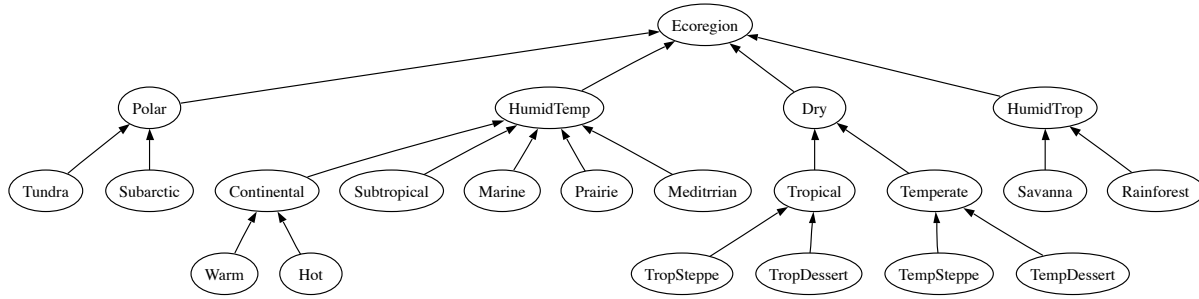 Ecoregion
Polar
HumidTemp
Dry
HumidTrop
Tundra
Subarctic
Continental
Subtropical
Marine
Prairie
Meditrrian
Tropical
Temperate
Savanna
Rainforest
Warm
Hot
TropSteppe
TropDessert
TempSteppe
TempDessert